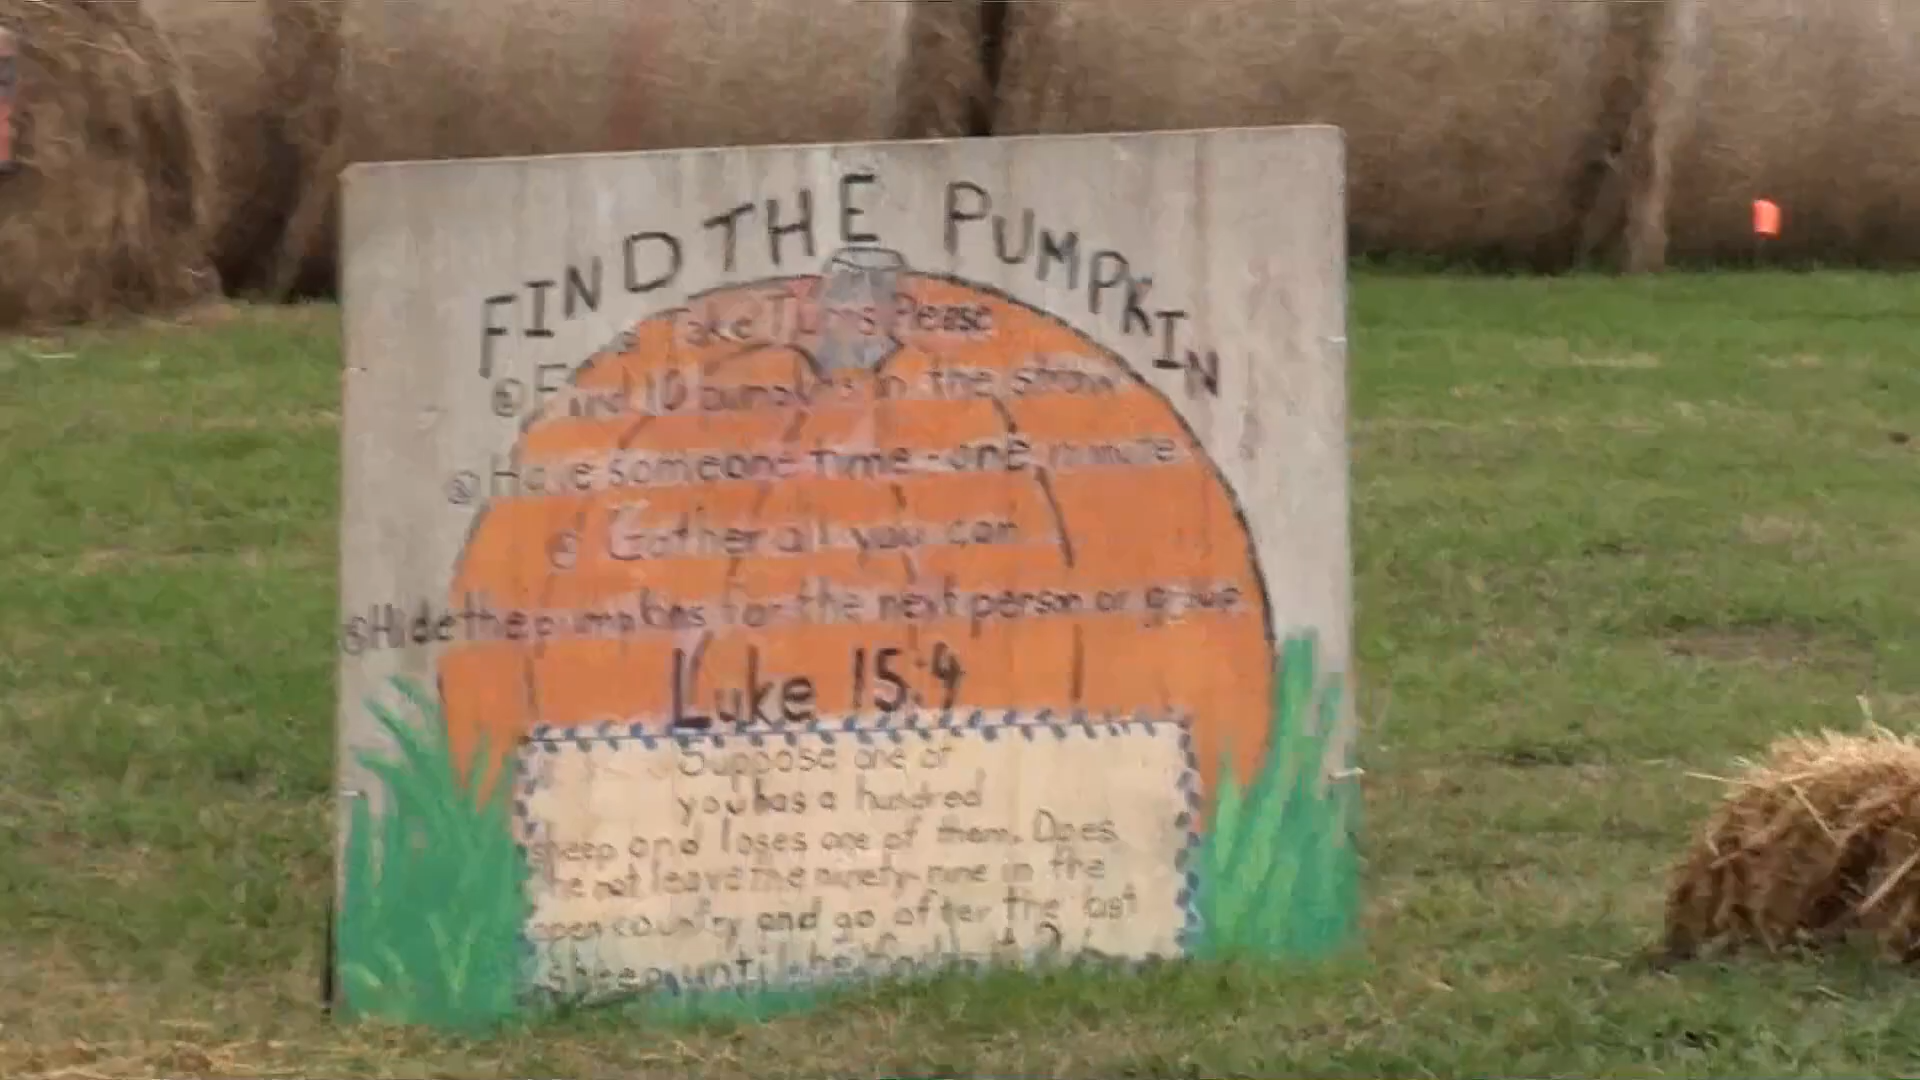 FIND THE PUMPKIN
Take Turns Please
Find 10 pumpkins in the straw
Have someone time - one minute
Gather all you can
Hide the pumpkins for the next person or group
Luke 15:4
Suppose one of
you has a hundred
sheep and loses one of them. Does
he not leave the ninety-nine in the
open country and go after the lost
sheep until he finds it?